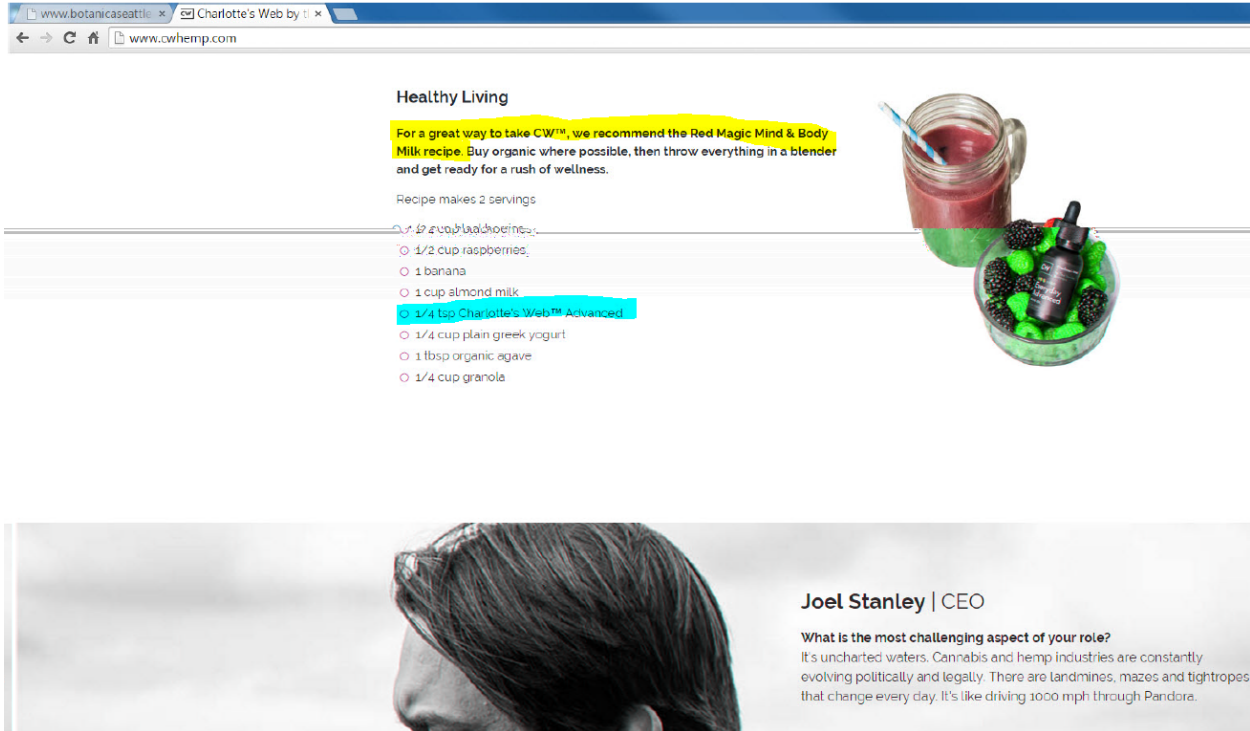 www.botanicaseattle
Charlotte's Web by t
www.cwhemp.com
Healthy Living
For a great way to take CW™, we recommend the Red Magic Mind & Body
Milk recipe. Buy organic where possible, then throw everything in a blender
and get ready for a rush of wellness.
Recipe makes 2 servings
cup
1/2 cup raspberries
1 banana
1 cup almond milk
1/4 tsp Charlotte's Web™ Advanced
1/4 cup plain greek yogurt
1 tbsp organic agave
1/4 cup granola
CW
Everyday
Advanced
Joel Stanley | CEO
What is the most challenging aspect of your role?
It's uncharted waters. Cannabis and hemp industries are constantly
evolving politically and legally. There are landmines, mazes and tightropes
that change every day. It's like driving 1000 mph through Pandora.